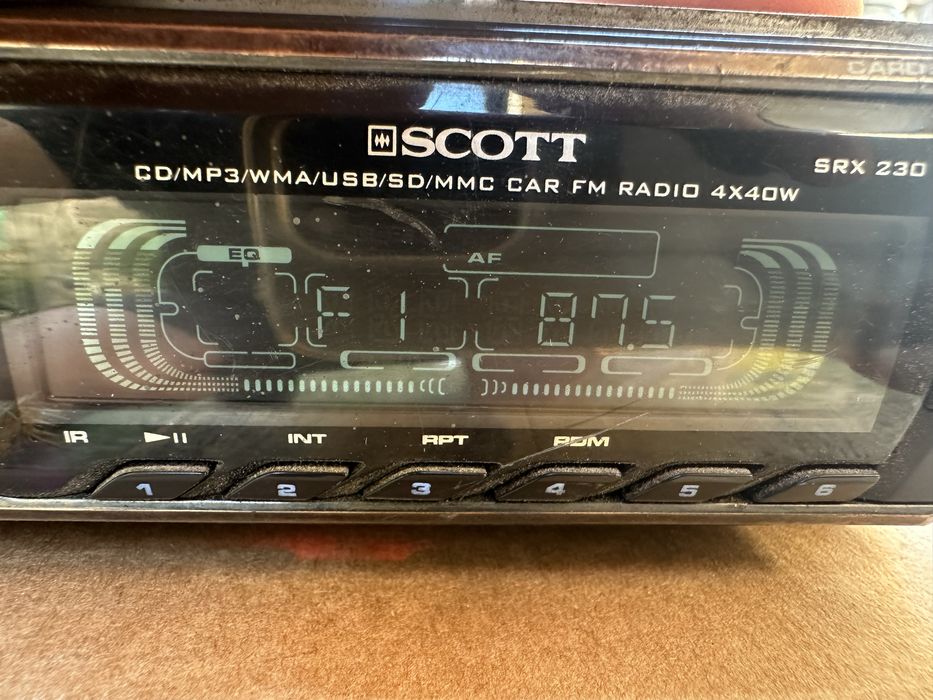 CARD
SCOTT
SRX 230
CD/MP3/WMA/USB/SD/MMC CAR FM RADIO 4X40W
EQ
AF
F1 87.5
IR INT RPT RDM
1 2 3 4 5 6